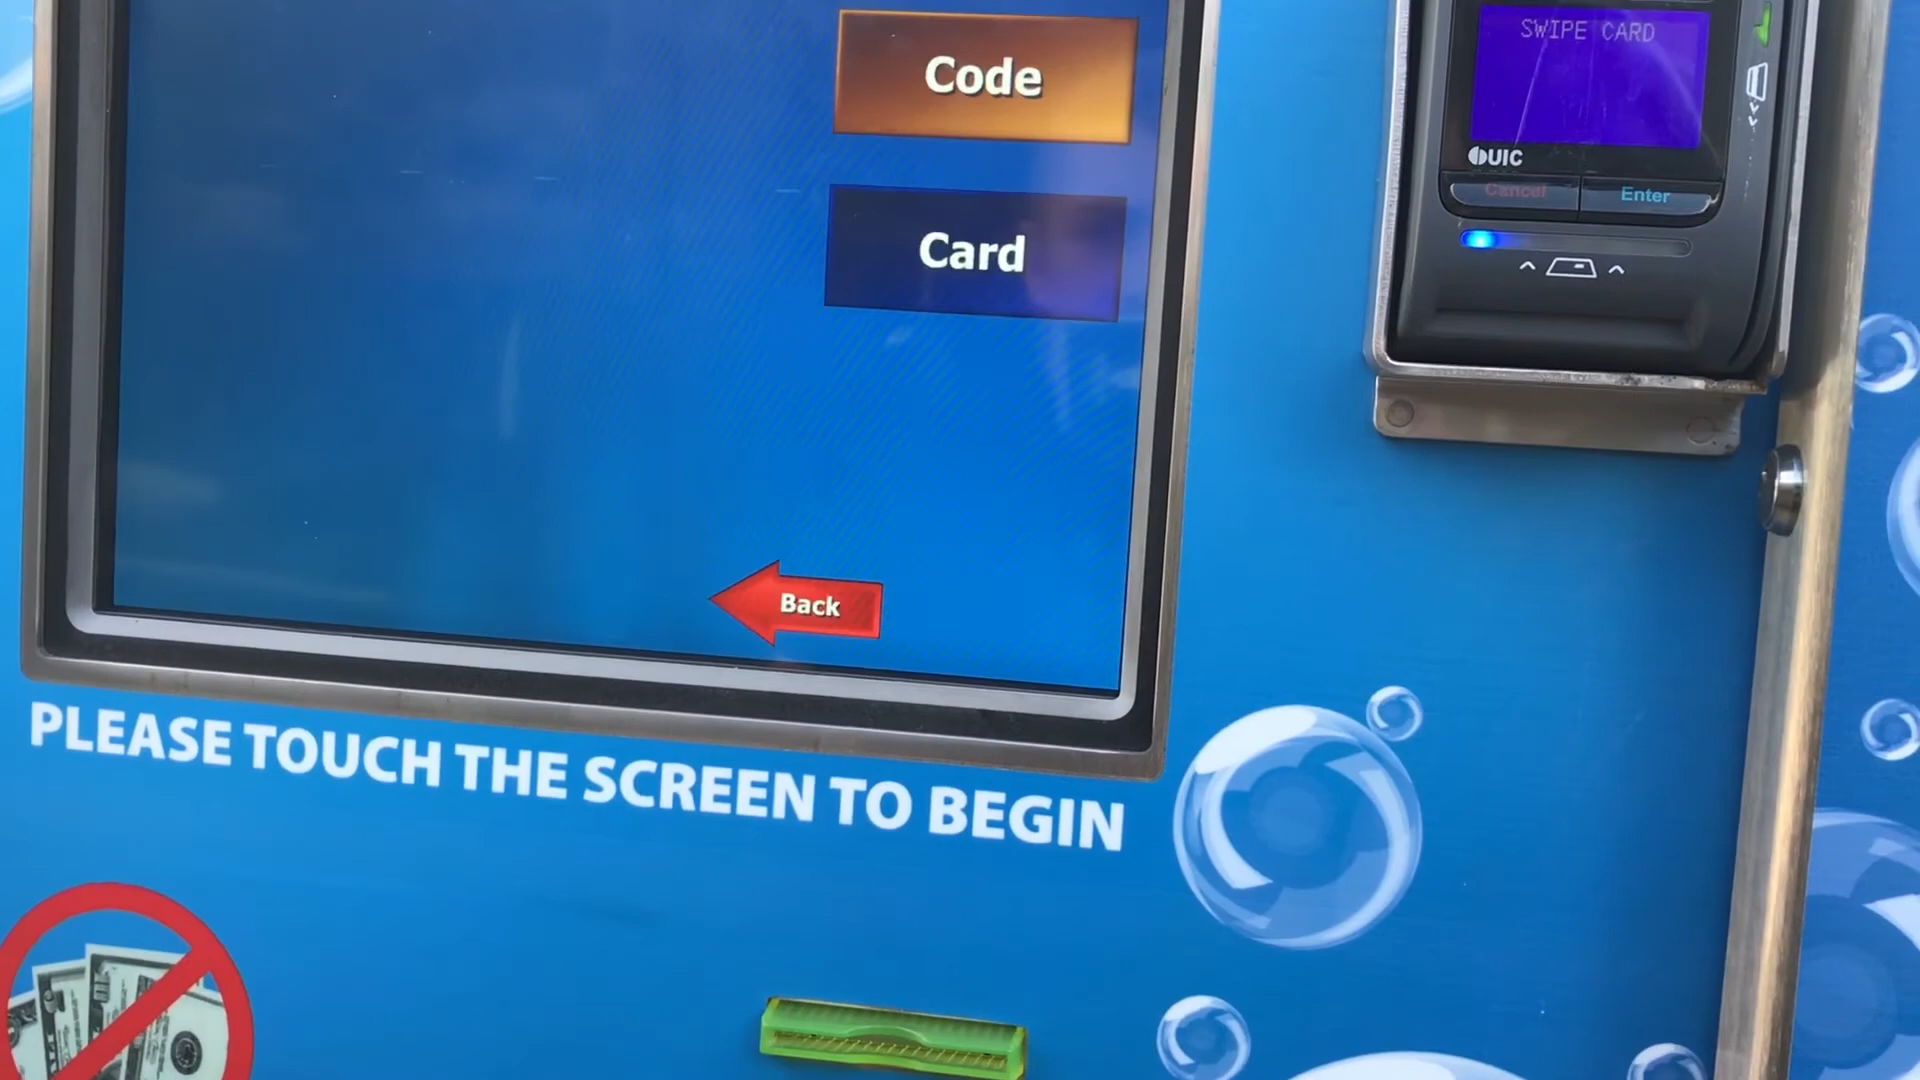 Code
SWIPE CARD
UIC
Cancel
Enter
Card
Back
PLEASE TOUCH THE SCREEN TO BEGIN